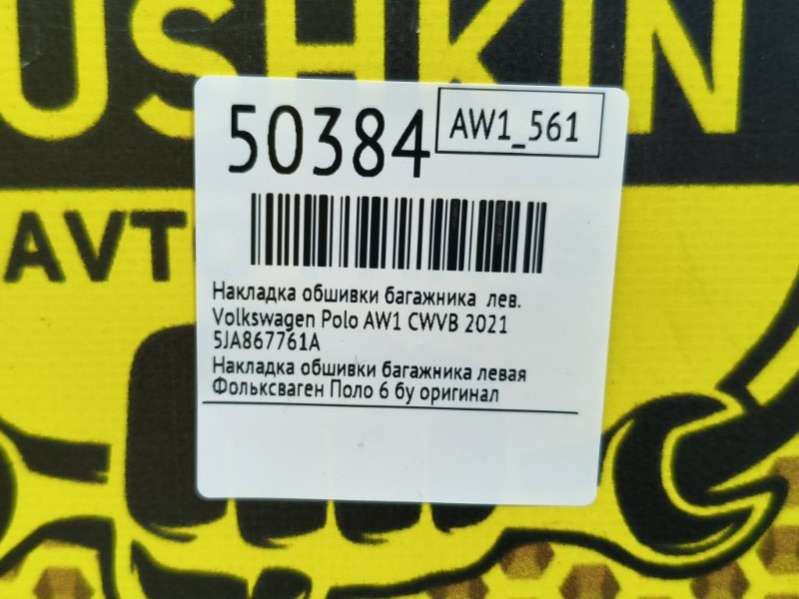 USHKIN
50384
AW1_561
АВТ
Накладка обшивки багажника лев.
Volkswagen Polo AW1 CWVB 2021
5JA867761A
Накладка обшивки багажника левая
Фольксваген Поло 6 бу оригинал